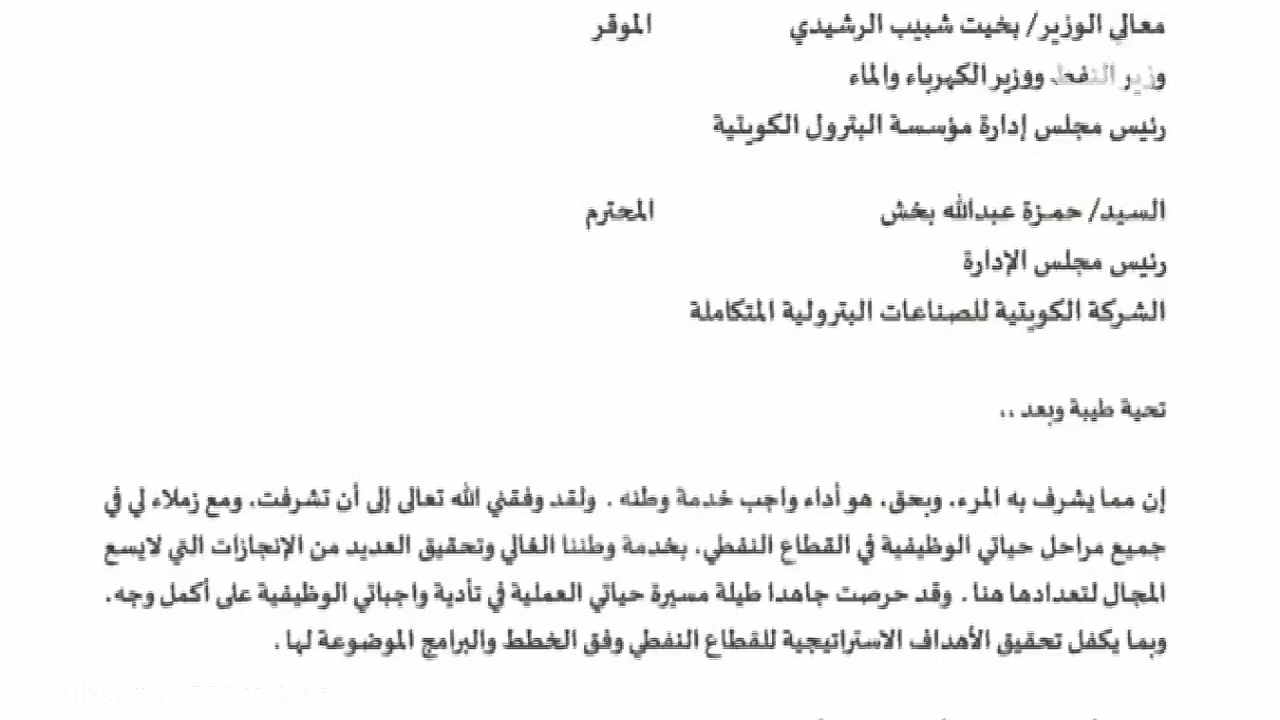 معالي الوزير/ بخيت شبيب الرشيدي الموقر
وزير النفط ووزير الكهرباء والماء
رئيس مجلس إدارة مؤسسة البترول الكويتية
السيد/ حمزة عبدالله بخش المحترم
رئيس مجلس الإدارة
الشركة الكويتية للصناعات البترولية المتكاملة
تحية طيبة وبعد ..
إن مما يشرف به المرء، وبحق، هو أداء واجب خدمة وطنه . ولقد وفقني الله تعالى إلى أن تشرفت، ومع زملاء لي في
جميع مراحل حياتي الوظيفية في القطاع النفطي، بخدمة وطننا الغالي وتحقيق العديد من الإنجازات التي لايسع
المجال لتعدادها هنا . وقد حرصت جاهدا طيلة مسيرة حياتي العملية في تأدية واجباتي الوظيفية على أكمل وجه،
وبما يكفل تحقيق الأهداف الاستراتيجية للقطاع النفطي وفق الخطط والبرامج الموضوعة لها .